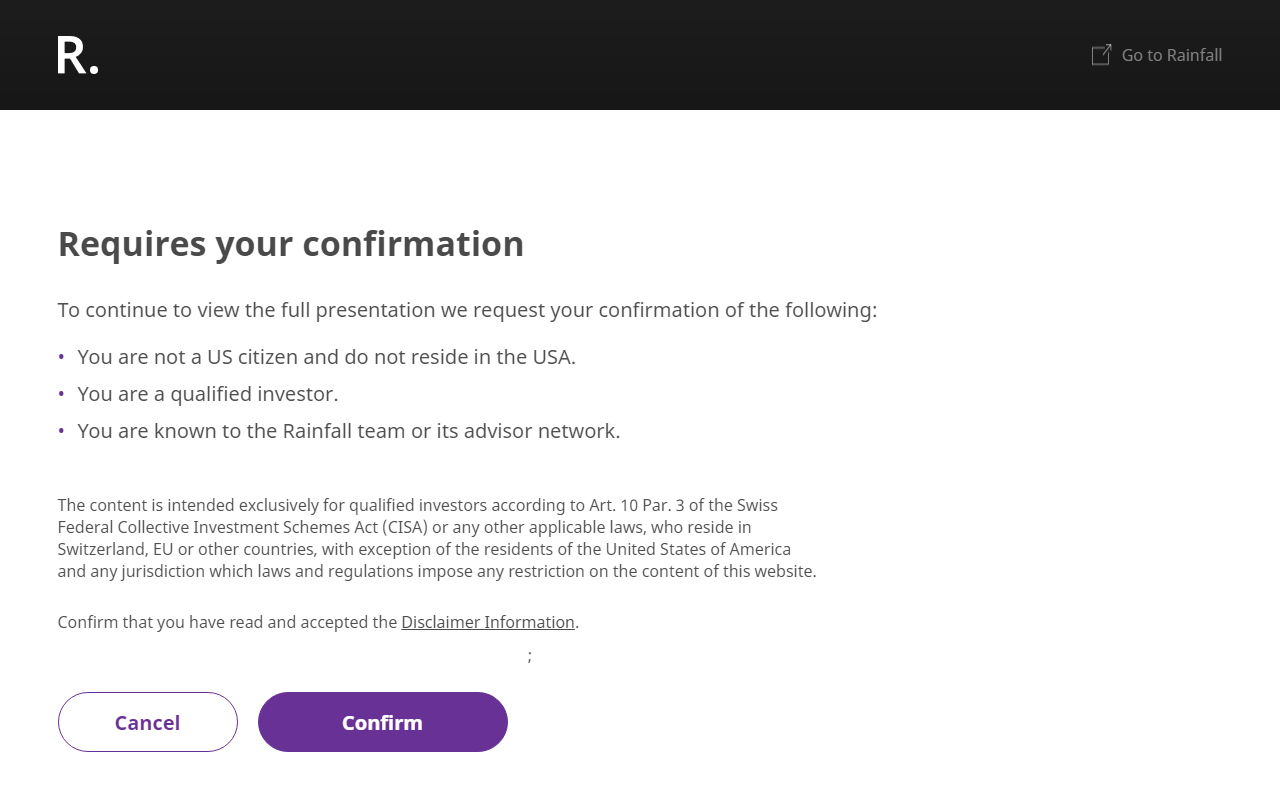 R.
Go to Rainfall
Requires your confirmation
To continue to view the full presentation we request your confirmation of the following:
• You are not a US citizen and do not reside in the USA.
• You are a qualified investor.
• You are known to the Rainfall team or its advisor network.
The content is intended exclusively for qualified investors according to Art. 10 Par. 3 of the Swiss
Federal Collective Investment Schemes Act (CISA) or any other applicable laws, who reside in
Switzerland, EU or other countries, with exception of the residents of the United States of America
and any jurisdiction which laws and regulations impose any restriction on the content of this website.
Confirm that you have read and accepted the Disclaimer Information.
;
Cancel
Confirm